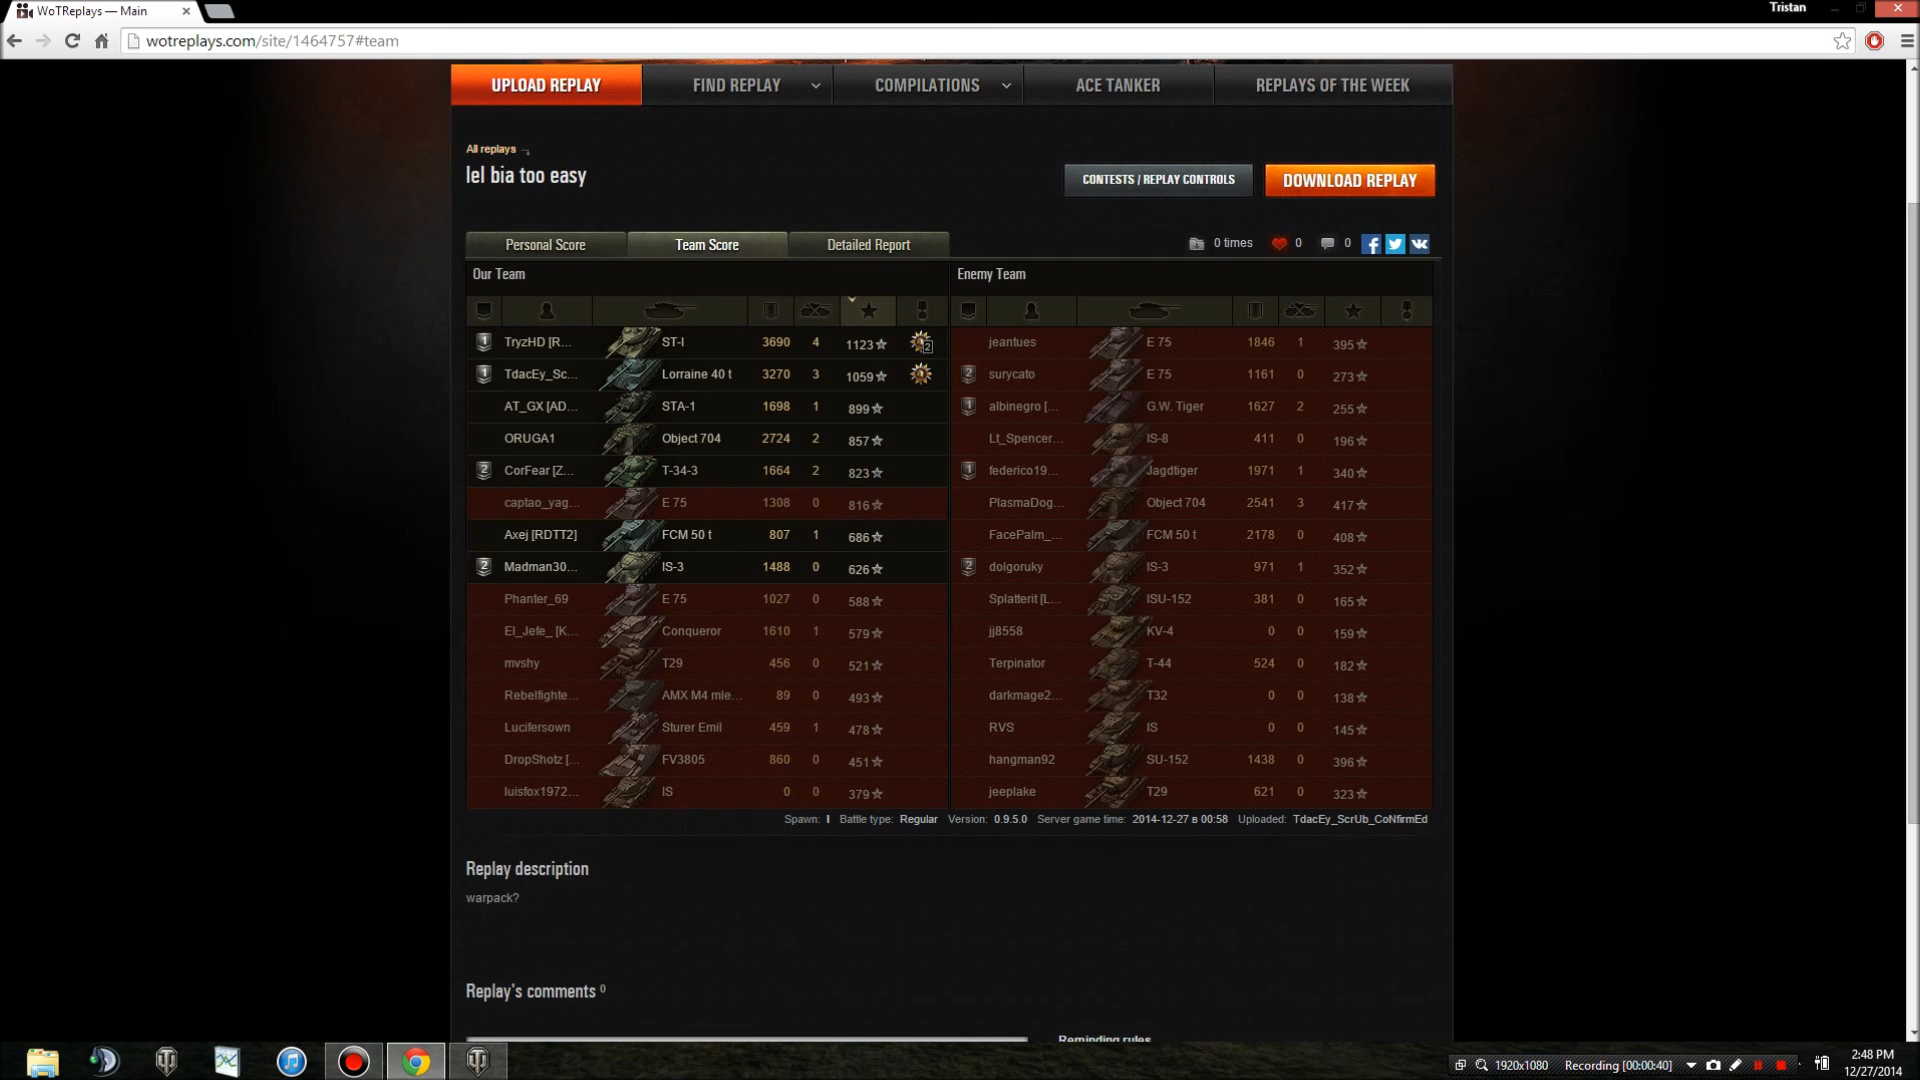 WoTReplays — Main
Tristan
wotreplays.com/site/1464757#team
UPLOAD REPLAY
FIND REPLAY
COMPILATIONS
ACE TANKER
REPLAYS OF THE WEEK
All replays
lel bia too easy
CONTESTS / REPLAY CONTROLS
DOWNLOAD REPLAY
Personal Score
Team Score
Detailed Report
0 times
0
0
Our Team
Enemy Team
1 TryzHD [R... ST-I 3690 4 1123 2
1 TdacEy_Sc... Lorraine 40 t 3270 3 1059
AT_GX [AD... STA-1 1698 1 899
ORUGA1 Object 704 2724 2 857
2 CorFear [Z... T-34-3 1664 2 823
captao_yag... E 75 1308 0 816
Axej [RDTT2] FCM 50 t 807 1 686
2 Madman30... IS-3 1488 0 626
Phanter_69 E 75 1027 0 588
El_Jefe_ [K... Conqueror 1610 1 579
mvshy T29 456 0 521
Rebelfighte... AMX M4 mle... 89 0 493
Lucifersown Sturer Emil 459 1 478
DropShotz [... FV3805 860 0 451
luisfox1972... IS 0 0 379
jeantues E 75 1846 1 395
2 surycato E 75 1161 0 273
1 albinegro [... G.W. Tiger 1627 2 255
Lt_Spencer... IS-8 411 0 196
1 federico19... Jagdtiger 1971 1 340
PlasmaDog... Object 704 2541 3 417
FacePalm_... FCM 50 t 2178 0 408
2 dolgoruky IS-3 971 1 352
Splatterit [L... ISU-152 381 0 165
jj8558 KV-4 0 0 159
Terpinator T-44 524 0 182
darkmage2... T32 0 0 138
RVS IS 0 0 145
hangman92 SU-152 1438 0 396
jeeplake T29 621 0 323
Spawn: I Battle type: Regular Version: 0.9.5.0 Server game time: 2014-12-27 в 00:58 Uploaded: TdacEy_ScrUb_CoNfirmEd
Replay description
warpack?
Replay's comments 0
Reminding rules
1920x1080
Recording [00:00:40]
2:48 PM
12/27/2014